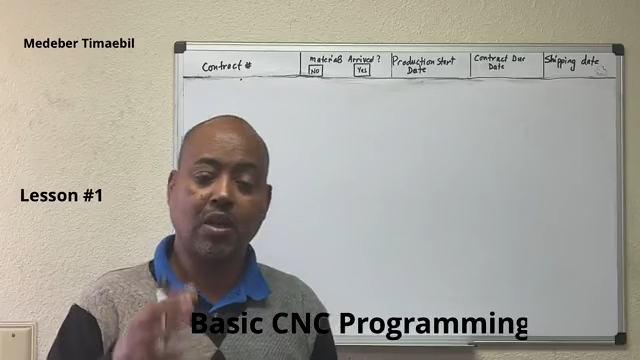 Medeber Timaebil
Contract #
Material Arrived?
NO
Yes
Production Start
Date
Contract Due
Date
Shipping date
Lesson #1
Basic CNC Programming